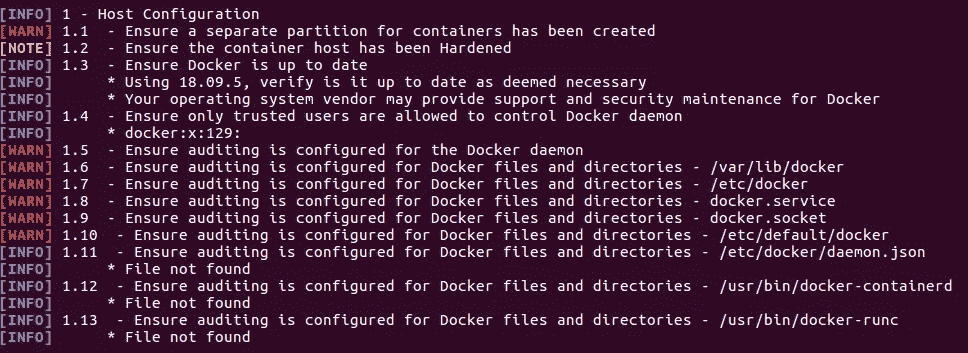 [INFO] 1 - Host Configuration
[WARN] 1.1  - Ensure a separate partition for containers has been created
[NOTE] 1.2  - Ensure the container host has been Hardened
[INFO] 1.3  - Ensure Docker is up to date
[INFO]      * Using 18.09.5, verify is it up to date as deemed necessary
[INFO]      * Your operating system vendor may provide support and security maintenance for Docker
[INFO] 1.4  - Ensure only trusted users are allowed to control Docker daemon
[INFO]      * docker:x:129:
[WARN] 1.5  - Ensure auditing is configured for the Docker daemon
[WARN] 1.6  - Ensure auditing is configured for Docker files and directories - /var/lib/docker
[WARN] 1.7  - Ensure auditing is configured for Docker files and directories - /etc/docker
[WARN] 1.8  - Ensure auditing is configured for Docker files and directories - docker.service
[WARN] 1.9  - Ensure auditing is configured for Docker files and directories - docker.socket
[WARN] 1.10  - Ensure auditing is configured for Docker files and directories - /etc/default/docker
[INFO] 1.11  - Ensure auditing is configured for Docker files and directories - /etc/docker/daemon.json
[INFO]      * File not found
[INFO] 1.12  - Ensure auditing is configured for Docker files and directories - /usr/bin/docker-containerd
[INFO]      * File not found
[INFO] 1.13  - Ensure auditing is configured for Docker files and directories - /usr/bin/docker-runc
[INFO]      * File not found